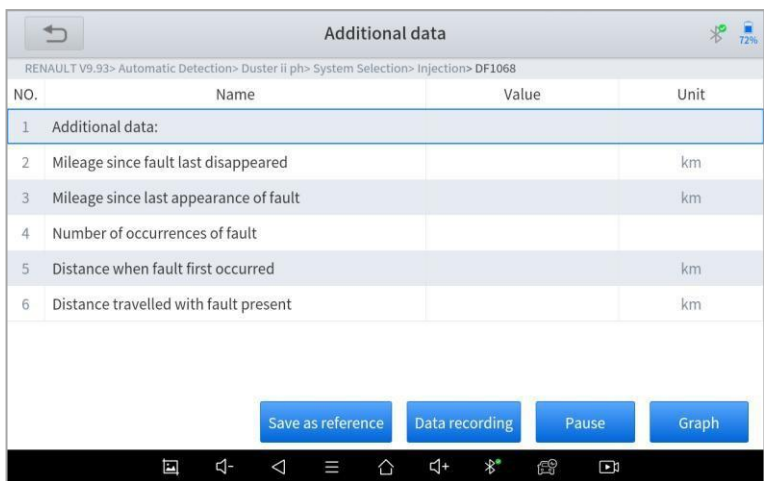 Additional data
72%
RENAULT V9.93> Automatic Detection> Duster ii ph> System Selection> Injection> DF1068
NO. Name Value Unit
1 Additional data:
2 Mileage since fault last disappeared km
3 Mileage since last appearance of fault km
4 Number of occurrences of fault
5 Distance when fault first occurred km
6 Distance travelled with fault present km
Save as reference Data recording Pause Graph